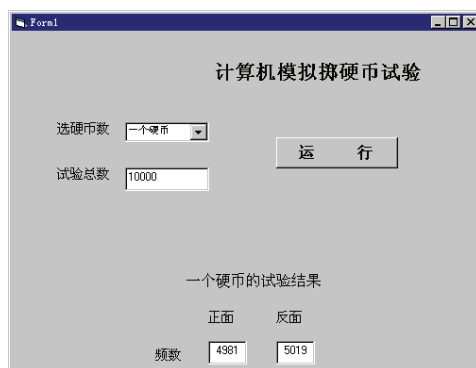 Form1
计算机模拟掷硬币试验
选硬币数 一个硬币
运 行
试验总数 10000
一个硬币的试验结果
正面 反面
频数 4981 5019